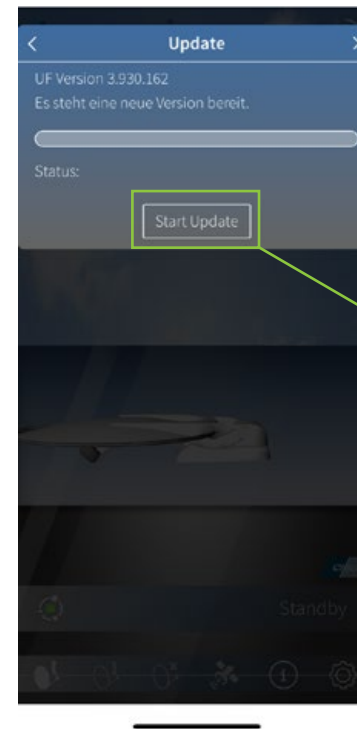 Update
UF Version 3.930.162
Es steht eine neue Version bereit.
Status:
Start Update
Standby